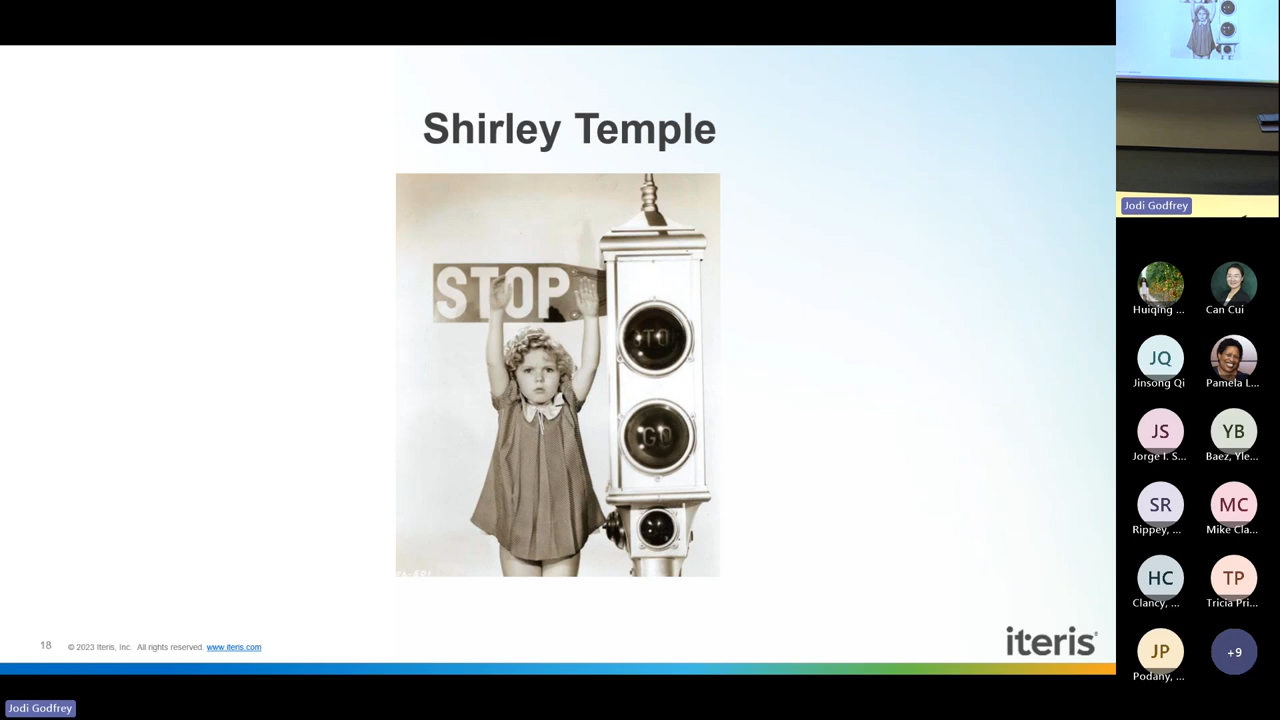 Shirley Temple
STOP
STOP
GO
18 © 2023 Iteris, Inc. All rights reserved. www.iteris.com
iteris
Jodi Godfrey
Jodi Godfrey
Huiqing ...
Can Cui
JQ
Jinsong Qi
Pamela L...
JS
Jorge I. S...
YB
Baez, Yle...
SR
Rippey, ...
MC
Mike Cla...
HC
Clancy, ...
TP
Tricia Pri...
JP
Podany, ...
+9